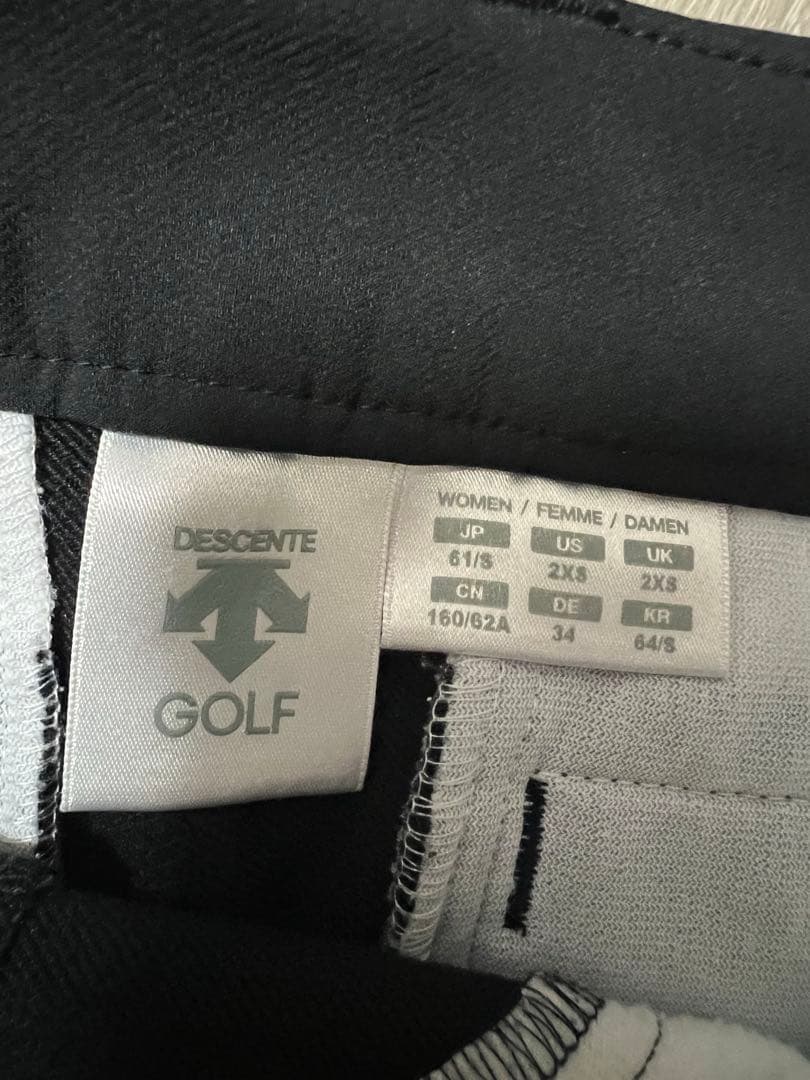 DESCENTE
GOLF
WOMEN / FEMME / DAMEN
JP US UK
61/S 2XS 2XS
CN DE KR
160/62A 34 64/S